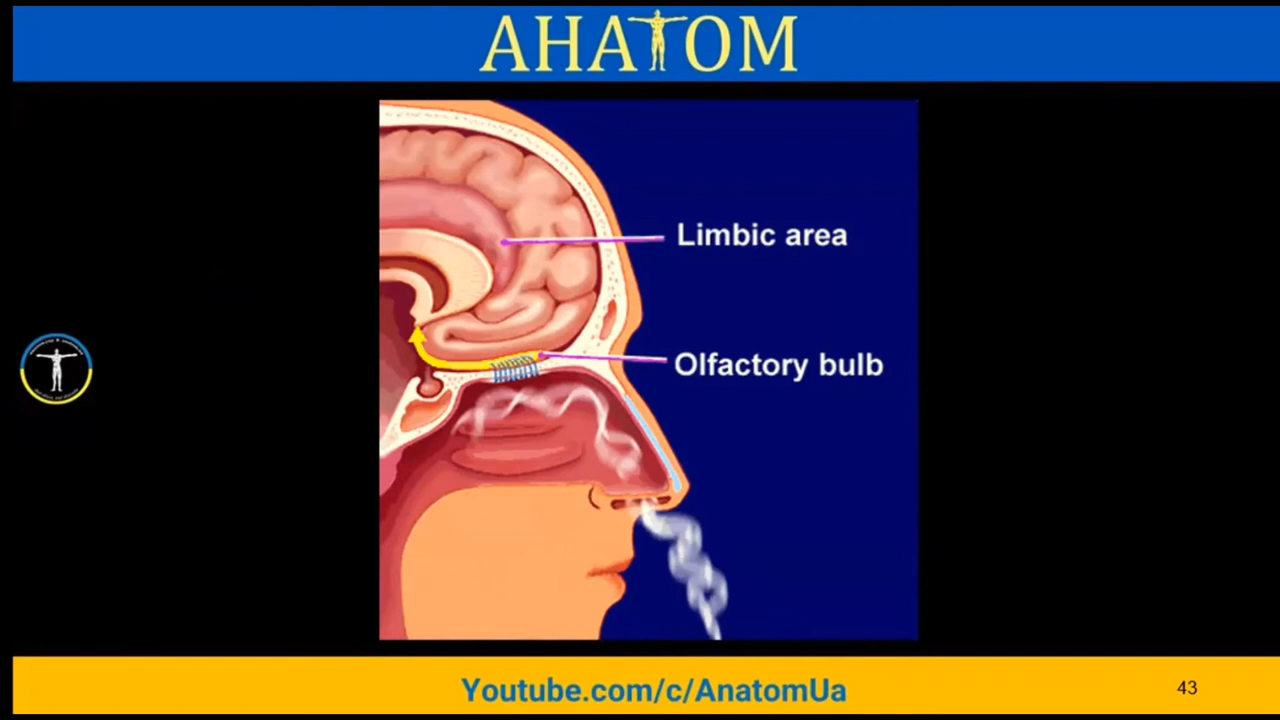 АНАТОМ
Limbic area
Olfactory bulb
Youtube.com/c/AnatomUa
43